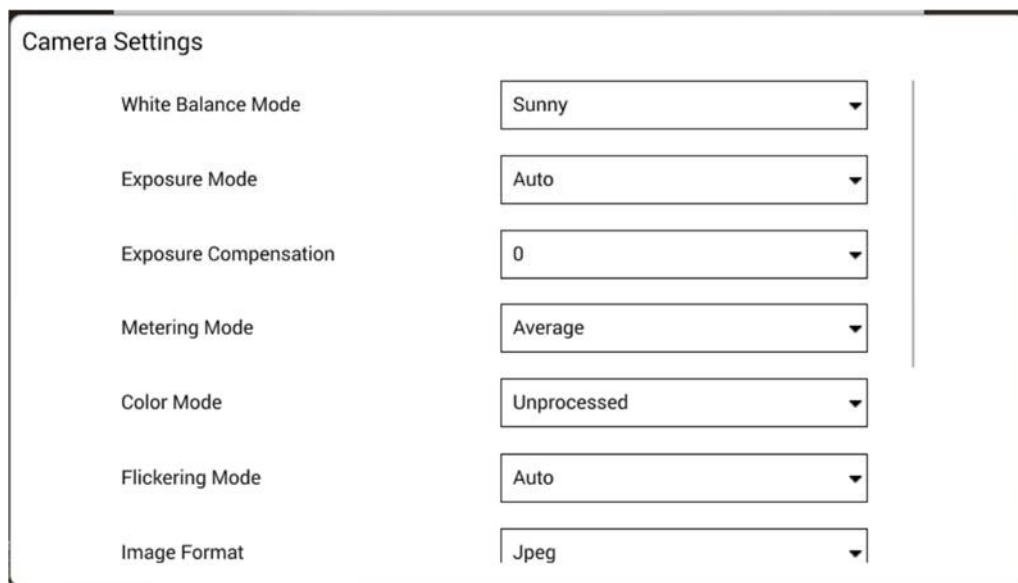 Camera Settings
White Balance Mode Sunny
Exposure Mode Auto
Exposure Compensation 0
Metering Mode Average
Color Mode Unprocessed
Flickering Mode Auto
Image Format Jpeg